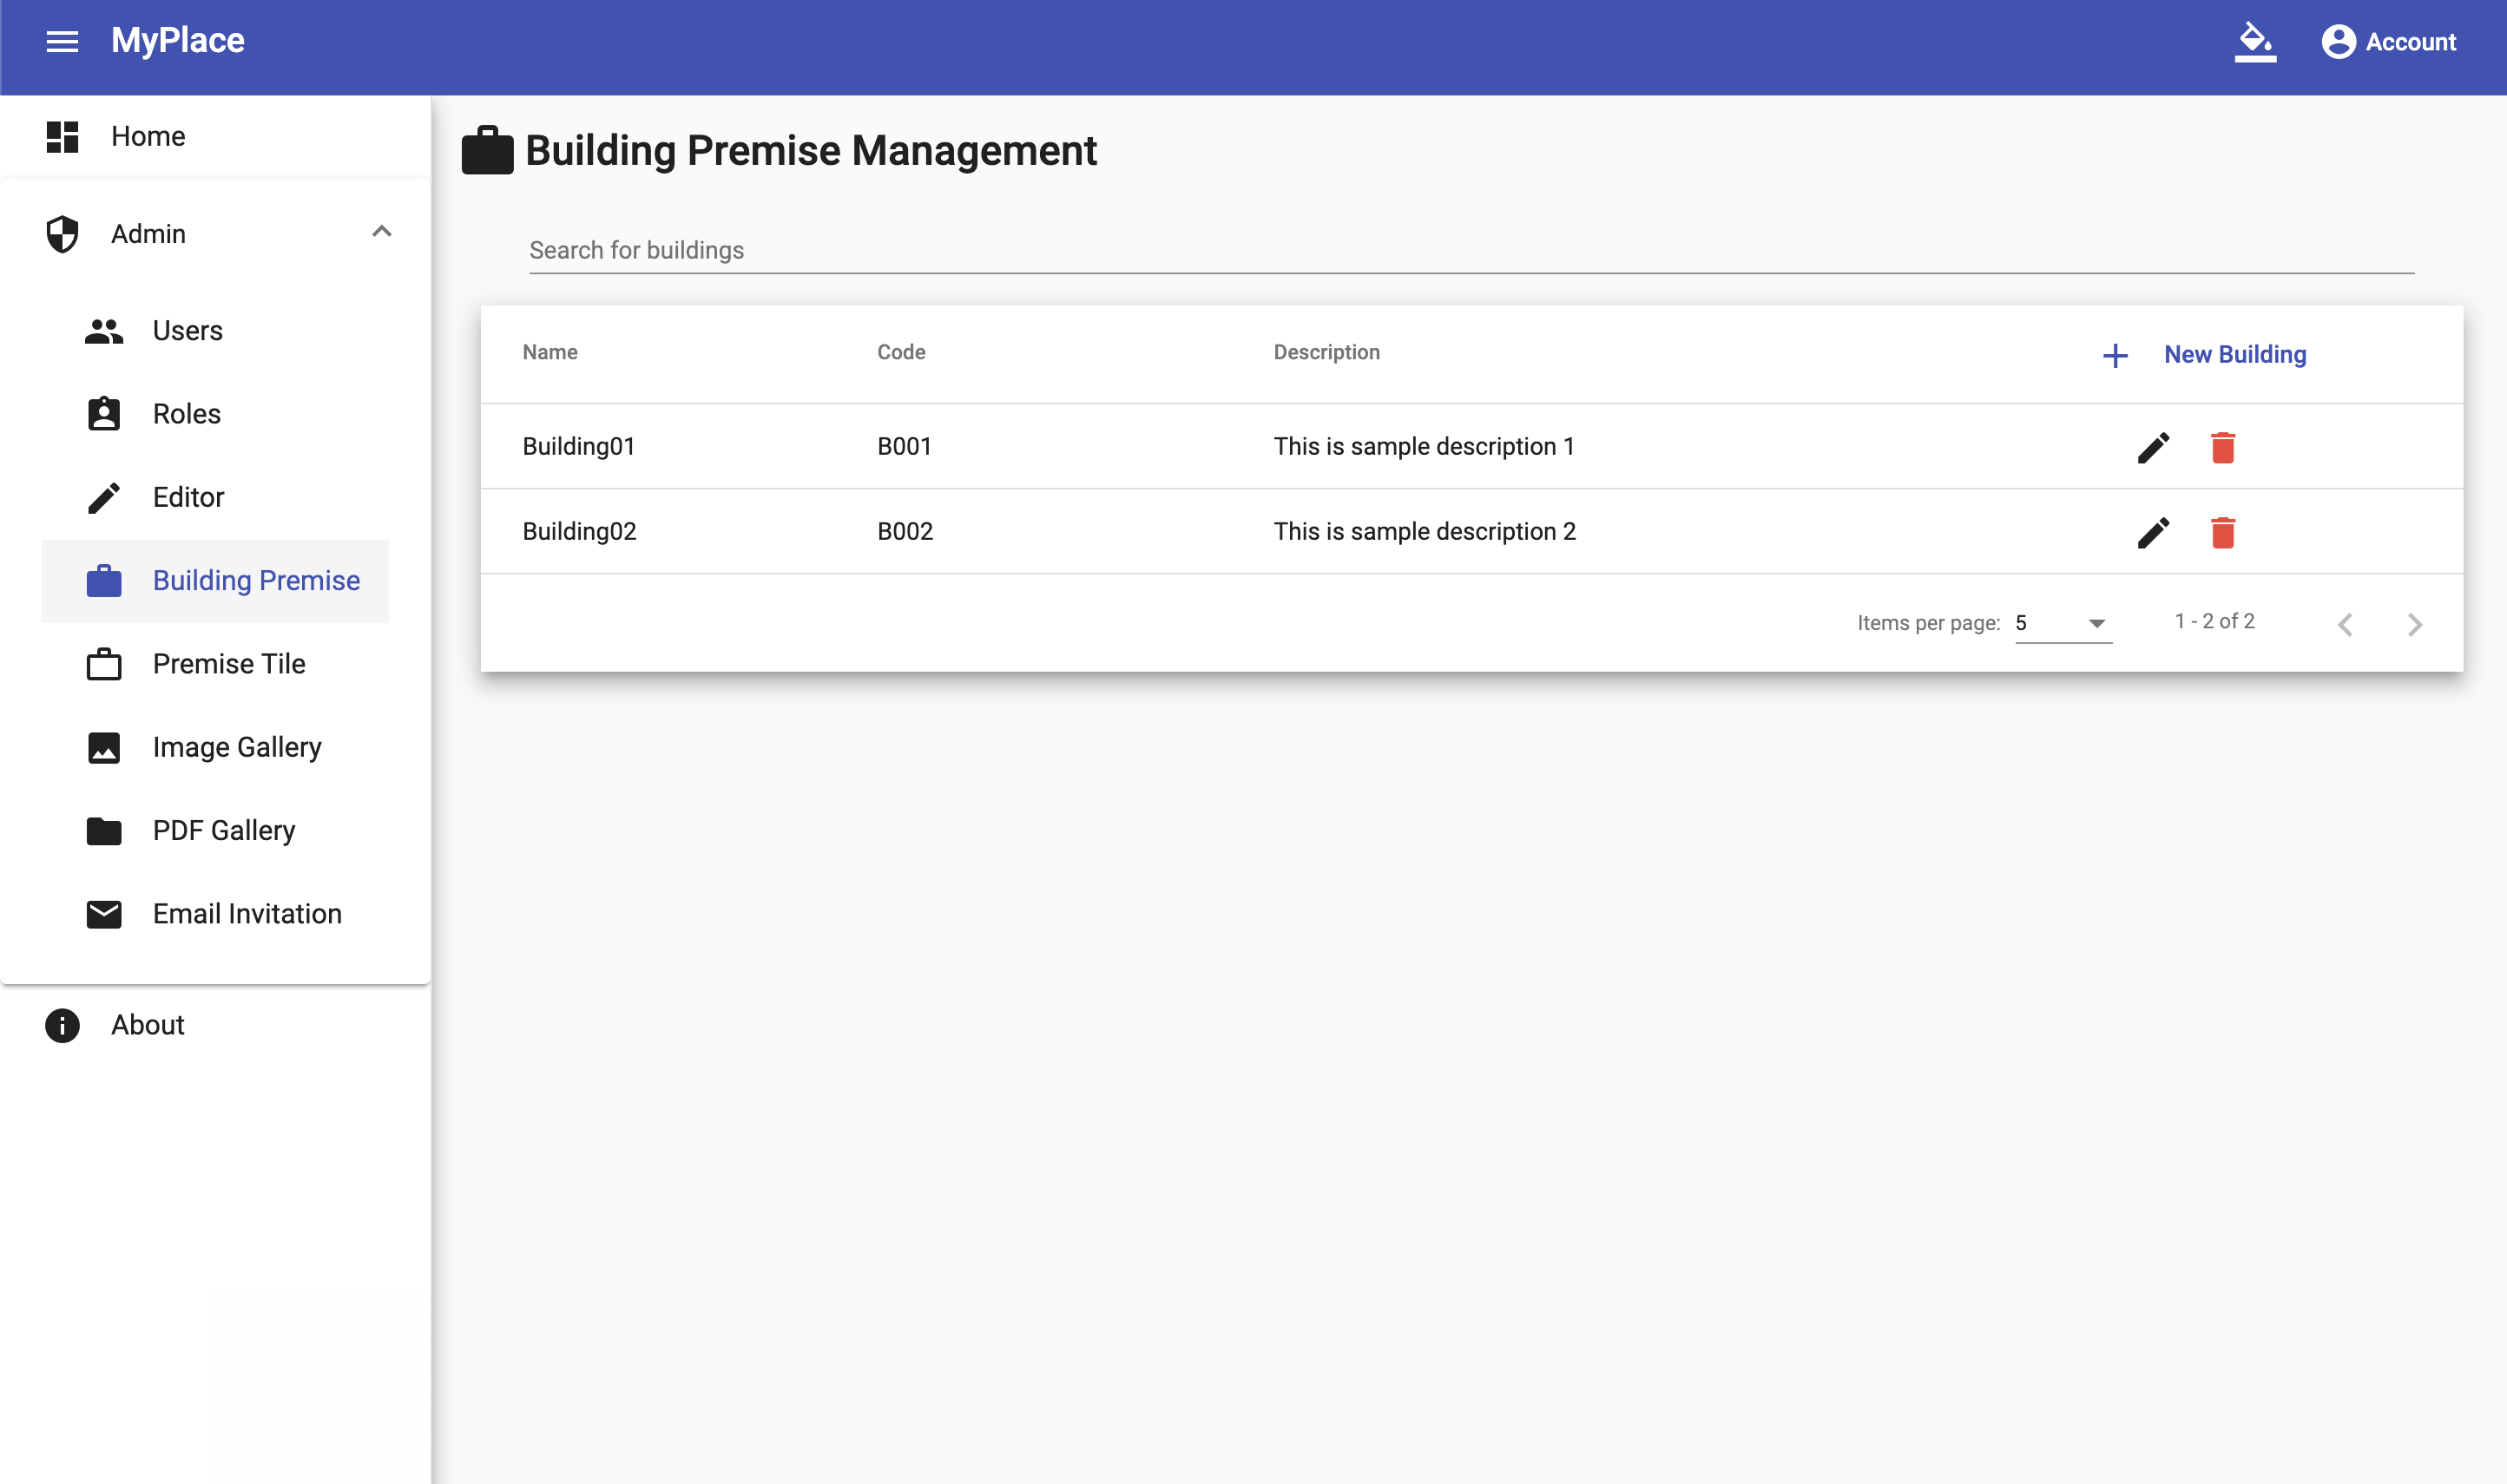 MyPlace
Account
Home
Admin
Users
Roles
Editor
Building Premise
Premise Tile
Image Gallery
PDF Gallery
Email Invitation
About
Building Premise Management
Search for buildings
Name Code Description New Building
Building01 B001 This is sample description 1
Building02 B002 This is sample description 2
Items per page: 5 1 - 2 of 2